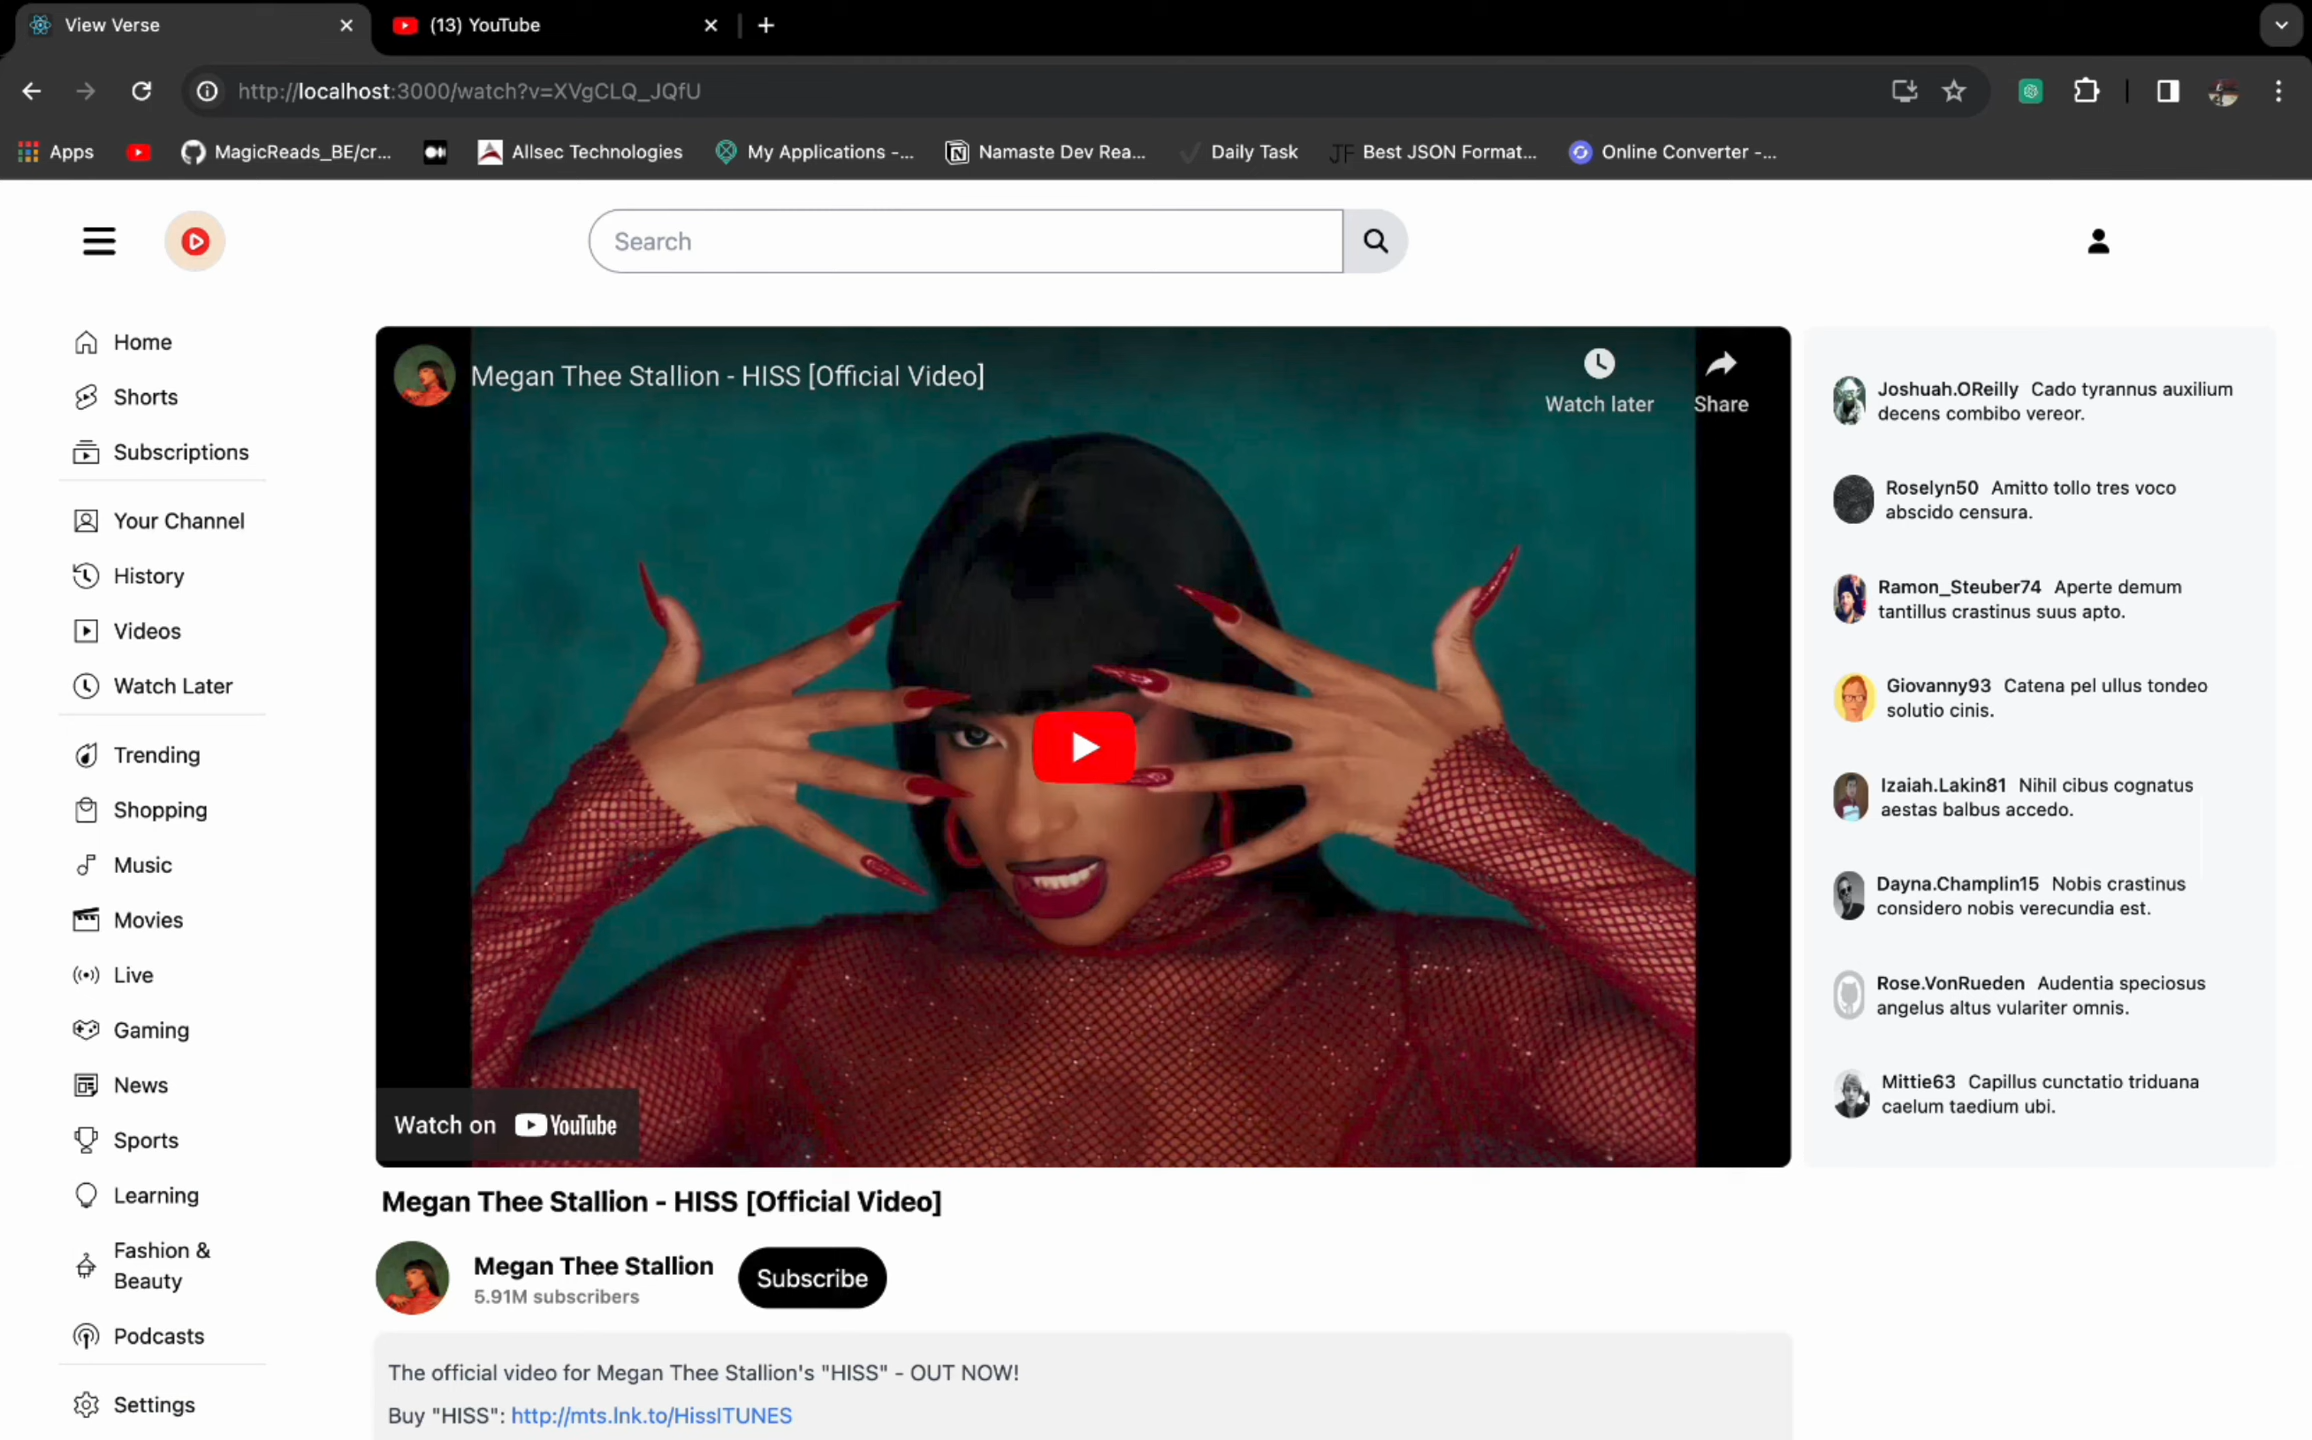 View Verse
(13) YouTube
http://localhost:3000/watch?v=XVgCLQ_JQfU
Apps
MagicReads_BE/cr...
Allsec Technologies
My Applications -...
Namaste Dev Rea...
Daily Task
JF Best JSON Format...
Online Converter -...
Search
Home
Shorts
Subscriptions
Your Channel
History
Videos
Watch Later
Trending
Shopping
Music
Movies
Live
Gaming
News
Sports
Learning
Fashion &
Beauty
Podcasts
Settings
Megan Thee Stallion - HISS [Official Video]
Watch later
Share
Watch on YouTube
Joshuah.OReilly Cado tyrannus auxilium
decens combibo vereor.
Roselyn50 Amitto tollo tres voco
abscido censura.
Ramon_Steuber74 Aperte demum
tantillus crastinus suus apto.
Giovanny93 Catena pel ullus tondeo
solutio cinis.
Izaiah.Lakin81 Nihil cibus cognatus
aestas balbus accedo.
Dayna.Champlin15 Nobis crastinus
considero nobis verecundia est.
Rose.VonRueden Audentia speciosus
angelus altus vulariter omnis.
Mittie63 Capillus cunctatio triduana
caelum taedium ubi.
Megan Thee Stallion - HISS [Official Video]
Megan Thee Stallion
5.91M subscribers
Subscribe
The official video for Megan Thee Stallion's "HISS" - OUT NOW!
Buy "HISS": http://mts.lnk.to/HissITUNES